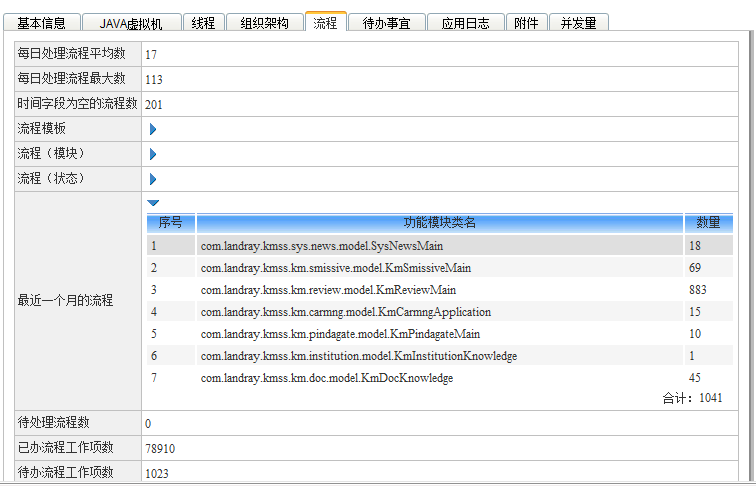 基本信息 JAVA虚拟机 线程 组织架构 流程 待办事宜 应用日志 附件 并发量
每日处理流程平均数 17
每日处理流程最大数 113
时间字段为空的流程数 201
流程模板
流程（模块）
流程（状态）
最近一个月的流程
序号 功能模块类名 数量
1 com.landray.kmss.sys.news.model.SysNewsMain 18
2 com.landray.kmss.km.smissive.model.KmSmissiveMain 69
3 com.landray.kmss.km.review.model.KmReviewMain 883
4 com.landray.kmss.km.carmng.model.KmCarmngApplication 15
5 com.landray.kmss.km.pindagate.model.KmPindagateMain 10
6 com.landray.kmss.km.institution.model.KmInstitutionKnowledge 1
7 com.landray.kmss.km.doc.model.KmDocKnowledge 45
合计：1041
待处理流程数 0
已办流程工作项数 78910
待办流程工作项数 1023